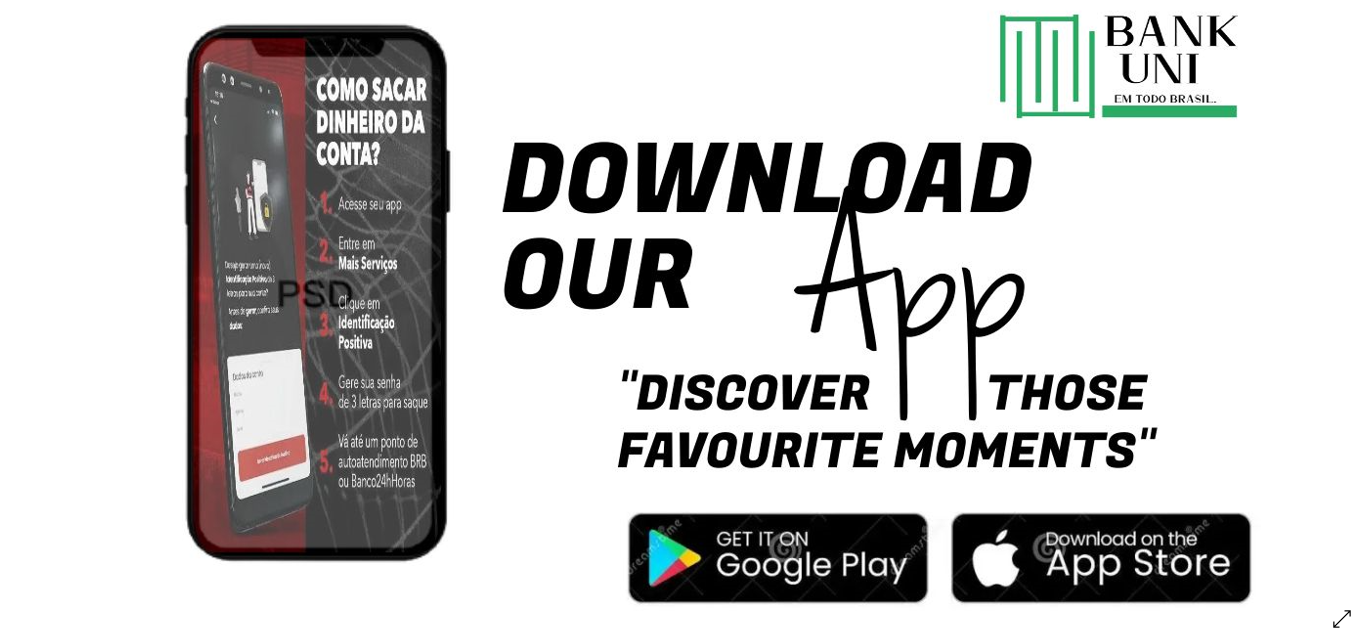 BANK
UNI
EM TODO BRASIL..
DOWNLOAD
OUR App
"DISCOVER THOSE
FAVOURITE MOMENTS"
COMO SACAR
DINHEIRO DA
CONTA?
1. Acesse seu app
2. Entre em
Mais Serviços
PSD
3. Clique em
Identificação
Positiva
4. Gere sua senha
de 3 letras para saque
5. Vá até um ponto de
autoatendimento BRB
ou Banco24hHoras
GET IT ON
Google Play
Download on the
App Store
dreamstime